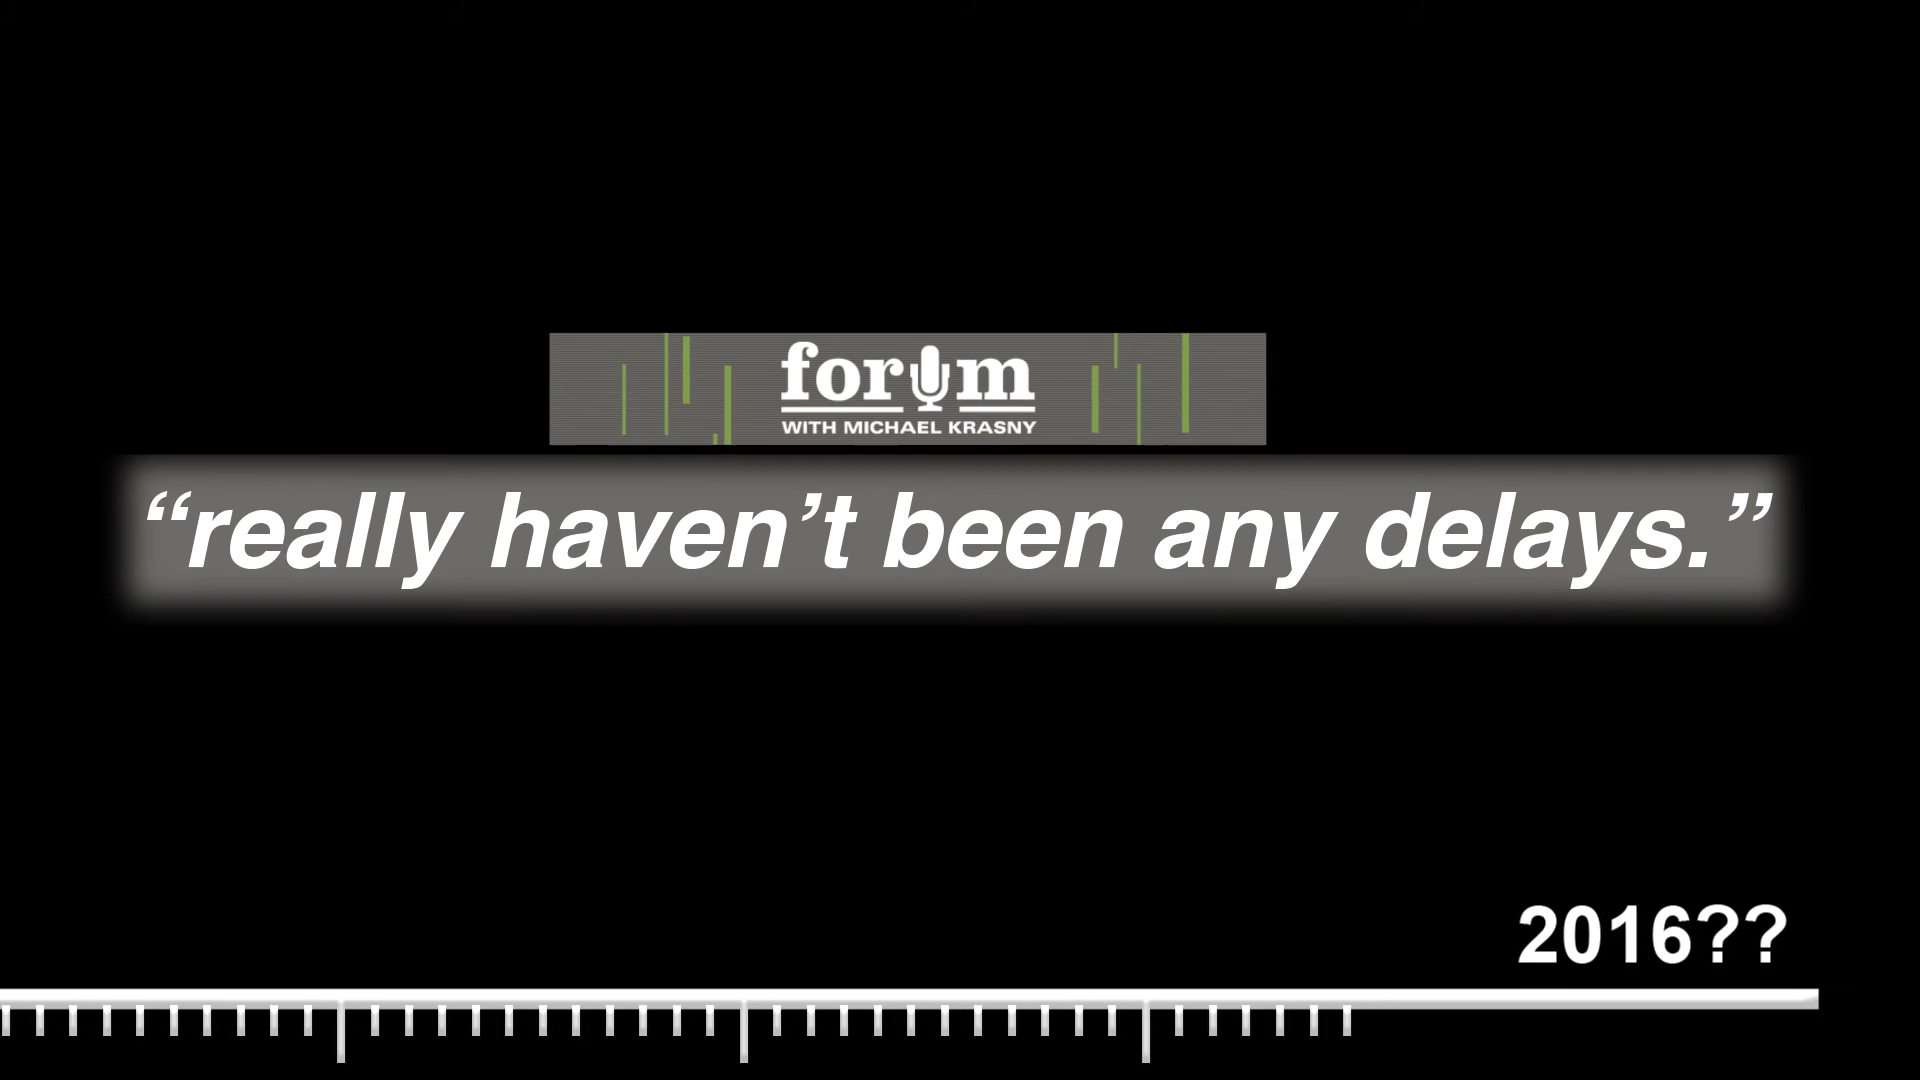 forum
WITH MICHAEL KRASNY
“really haven’t been any delays.”
2016??